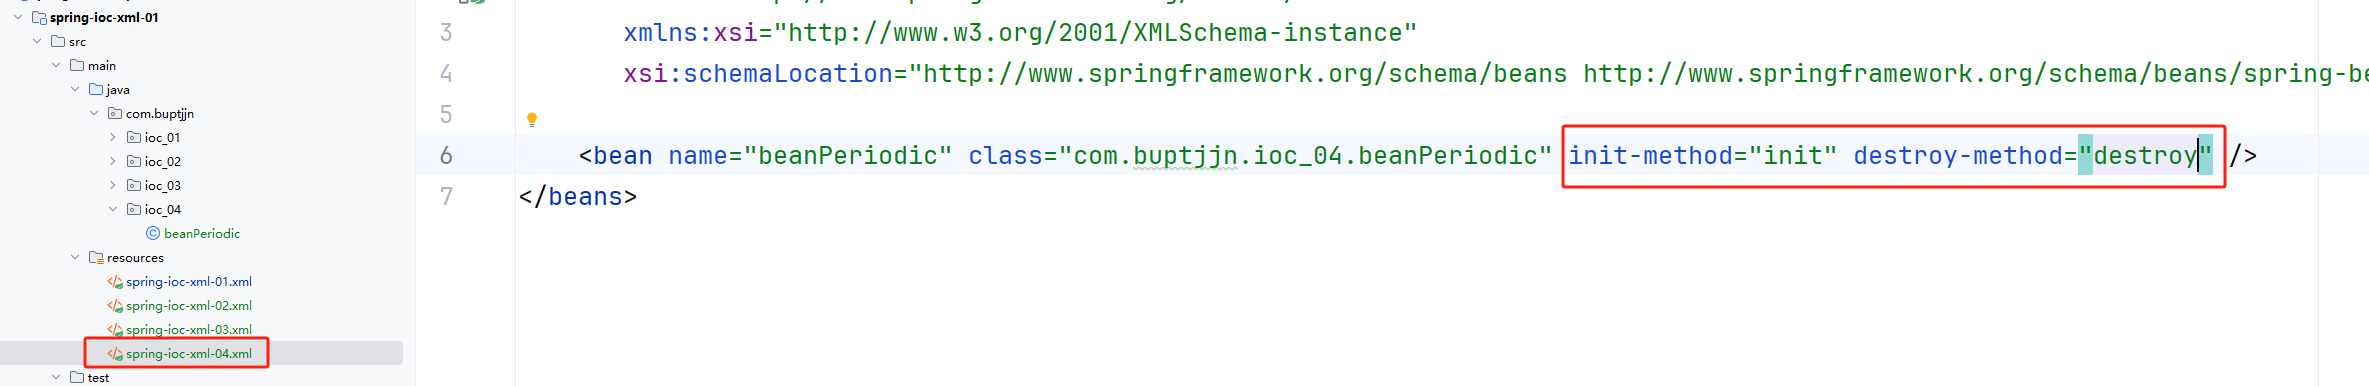 spring-ioc-xml-01
src
main
java
com.buptjjn
ioc_01
ioc_02
ioc_03
ioc_04
beanPeriodic
resources
spring-ioc-xml-01.xml
spring-ioc-xml-02.xml
spring-ioc-xml-03.xml
spring-ioc-xml-04.xml
test
3 xmlns:xsi="http://www.w3.org/2001/XMLSchema-instance"
4 xsi:schemaLocation="http://www.springframework.org/schema/beans http://www.springframework.org/schema/beans/spring-be
5
6 <bean name="beanPeriodic" class="com.buptjjn.ioc_04.beanPeriodic" init-method="init" destroy-method="destroy" />
7 </beans>